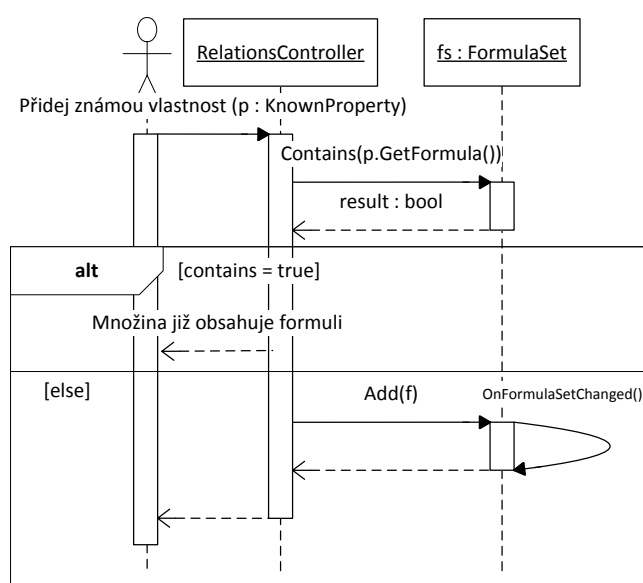 RelationsController
fs : FormulaSet
Přidej známou vlastnost (p : KnownProperty)
Contains(p.GetFormula())
result : bool
alt
[contains = true]
Množina již obsahuje formuli
[else]
Add(f)
OnFormulaSetChanged()